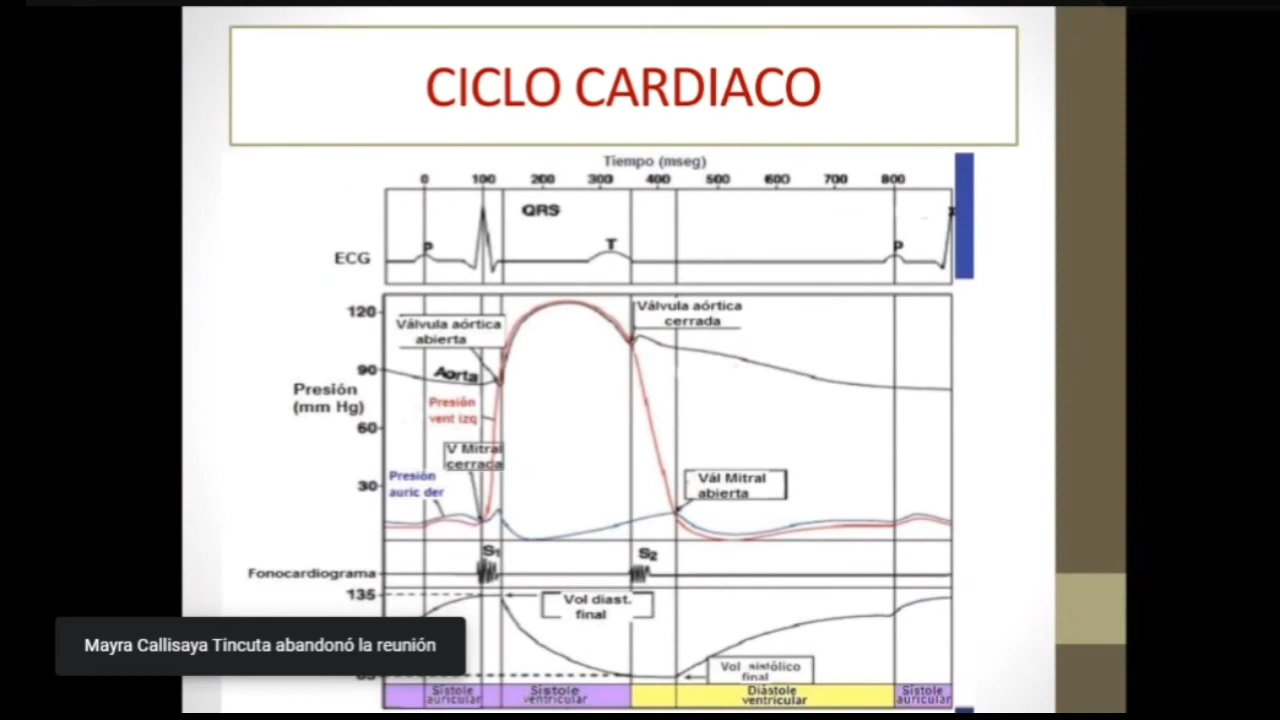 CICLO CARDIACO
Tiempo (mseg)
0 100 200 300 400 500 600 700 800
QRS
P
T
P
ECG
120
Válvula aórtica
abierta
Válvula aórtica
cerrada
90
Aorta
Presión
(mm Hg)
Presión
vent izq
60
V Mitral
cerrada
Presión
auric der
30
Vál Mitral
abierta
S1
S2
Fonocardiograma
135
Vol diast.
final
Mayra Callisaya Tincuta abandonó la reunión
Vol sistólico
final
Sístole
auricular
Sístole
ventricular
Diástole
ventricular
Sístole
auricular